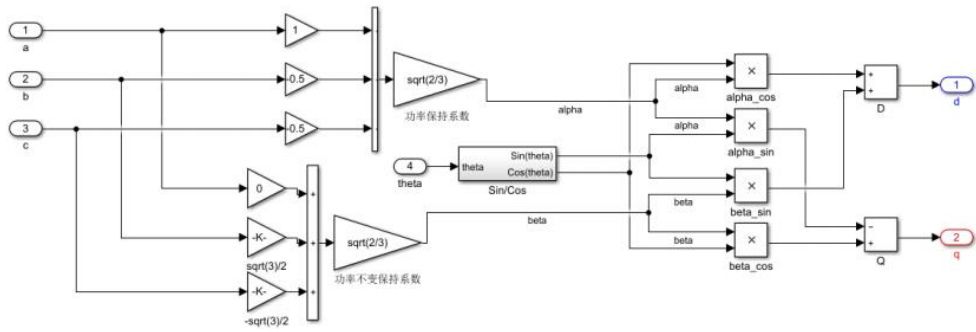 1
a
1
2
b
-0.5
3
c
-0.5
sqrt(2/3)
功率保持系数
alpha
alpha
×
alpha_cos
alpha
×
alpha_sin
+
+
D
1
d
4
theta
theta
Sin(theta)
Cos(theta)
Sin/Cos
0
-K-
sqrt(3)/2
-K-
-sqrt(3)/2
+
+
+
sqrt(2/3)
功率不变保持系数
beta
beta
×
beta_sin
beta
×
beta_cos
−
+
Q
2
q